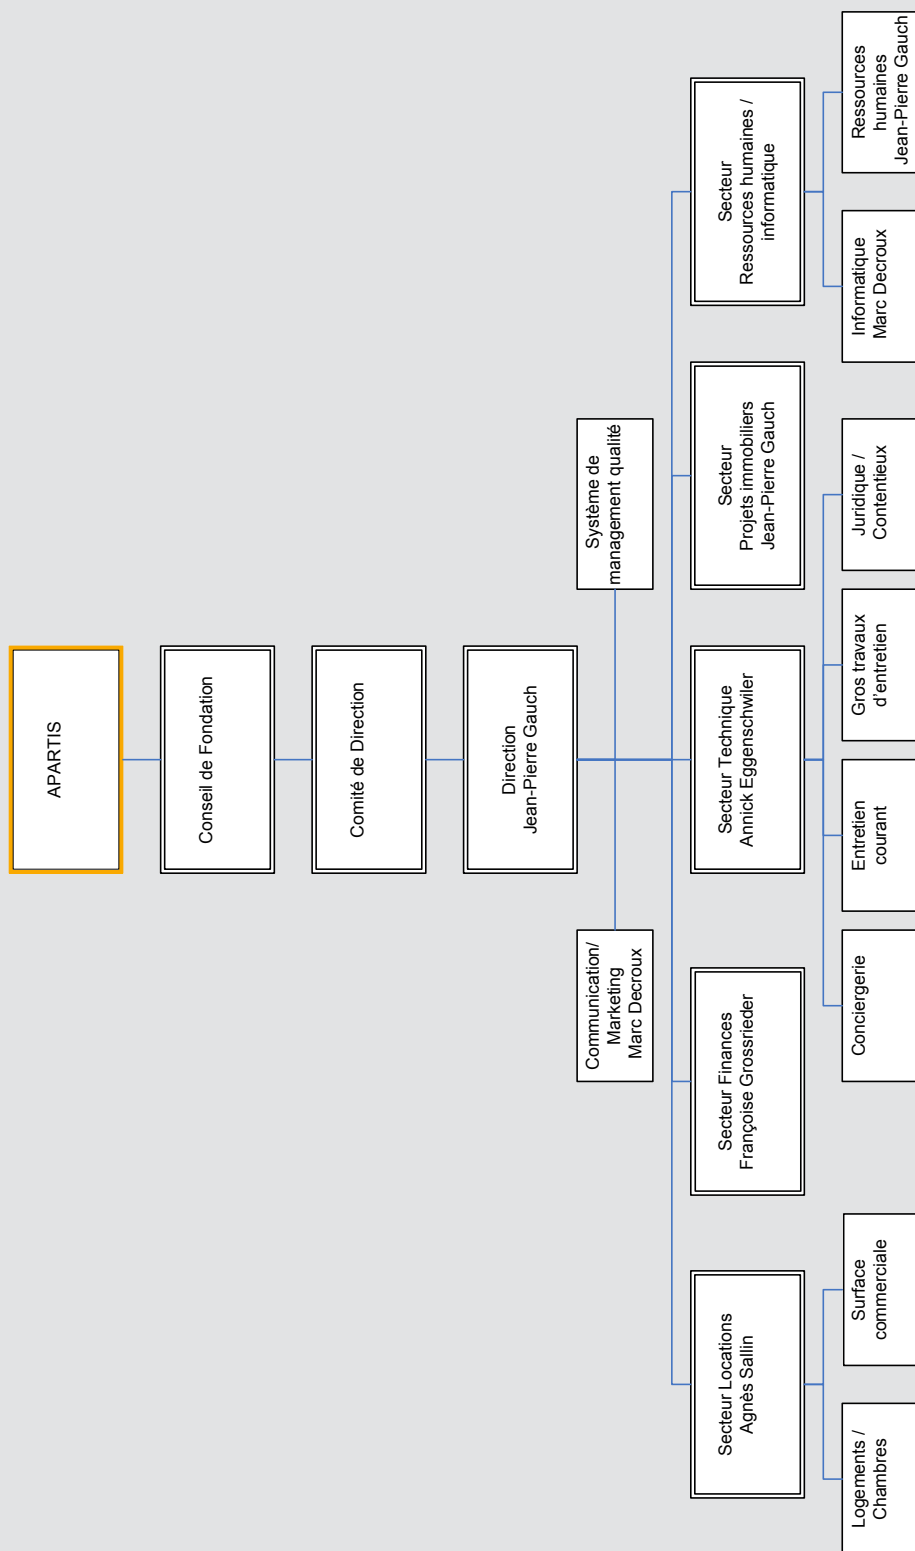 APARTIS
Conseil de Fondation
Comité de Direction
Direction
Jean-Pierre Gauch
Communication/
Marketing
Marc Decroux
Système de
management qualité
Secteur Locations
Agnès Sallin
Secteur Finances
Françoise Grossrieder
Secteur Technique
Annick Eggenschwiler
Secteur
Projets immobiliers
Jean-Pierre Gauch
Secteur
Ressources humaines /
informatique
Logements /
Chambres
Surface
commerciale
Conciergerie
Entretien
courant
Gros travaux
d'entretien
Juridique /
Contentieux
Informatique
Marc Decroux
Ressources
humaines
Jean-Pierre Gauch